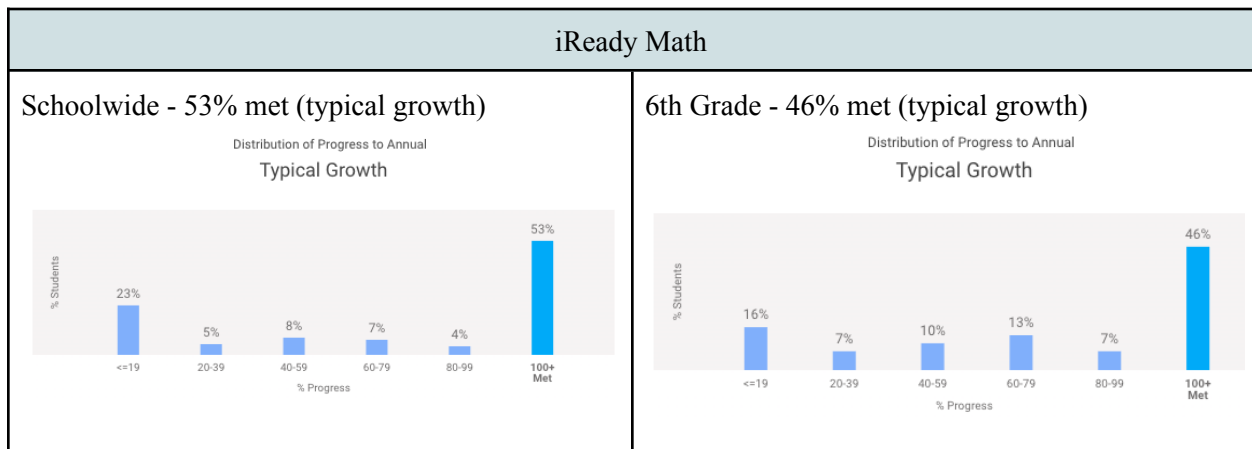 iReady Math
Schoolwide - 53% met (typical growth)
Distribution of Progress to Annual
Typical Growth
% Students
23%
5%
8%
7%
4%
53%
<=19
20-39
40-59
60-79
80-99
100+
Met
% Progress
6th Grade - 46% met (typical growth)
Distribution of Progress to Annual
Typical Growth
% Students
16%
7%
10%
13%
7%
46%
<=19
20-39
40-59
60-79
80-99
100+
Met
% Progress